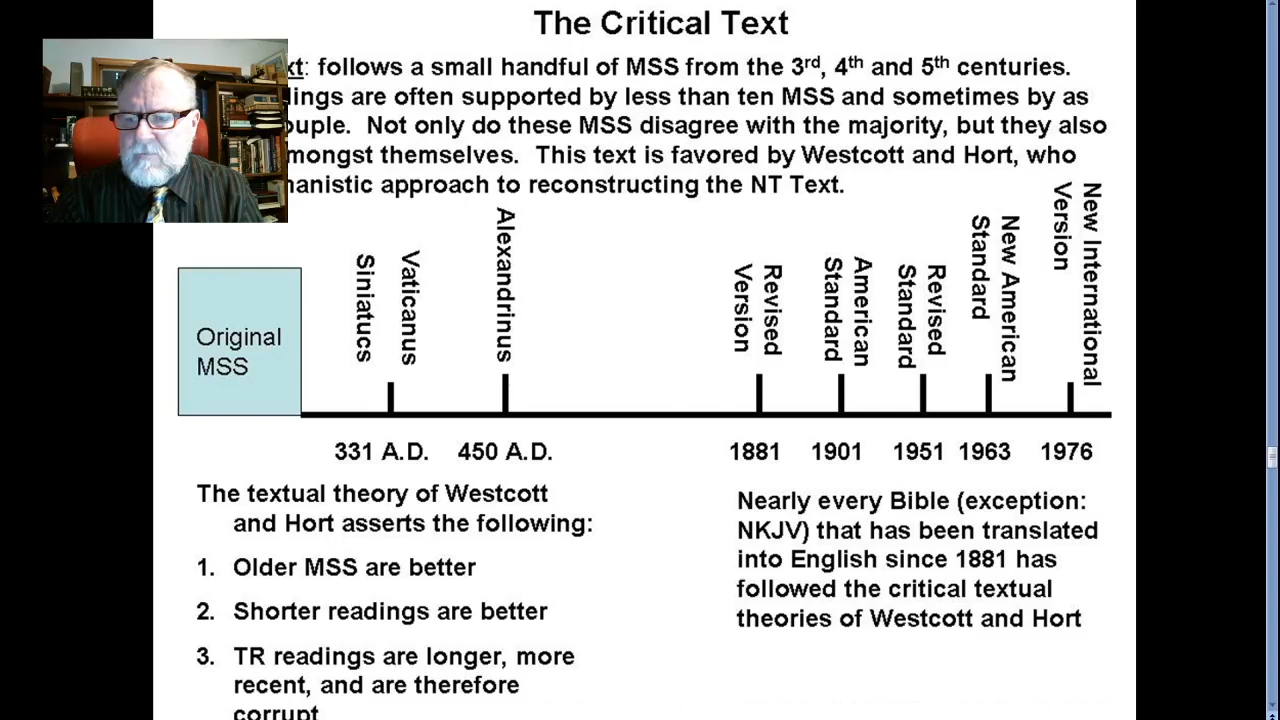 The Critical Text
xt: follows a small handful of MSS from the 3rd, 4th and 5th centuries.
lings are often supported by less than ten MSS and sometimes by as
ouple. Not only do these MSS disagree with the majority, but they also
mongst themselves. This text is favored by Westcott and Hort, who
nanistic approach to reconstructing the NT Text.
Siniatucs
Vaticanus
Alexandrinus
Revised
Version
American
Standard
Revised
Standard
New American
Standard
New International
Version
Original
MSS
331 A.D. 450 A.D. 1881 1901 1951 1963 1976
The textual theory of Westcott
and Hort asserts the following:
1. Older MSS are better
2. Shorter readings are better
3. TR readings are longer, more
recent, and are therefore
corrupt
Nearly every Bible (exception:
NKJV) that has been translated
into English since 1881 has
followed the critical textual
theories of Westcott and Hort